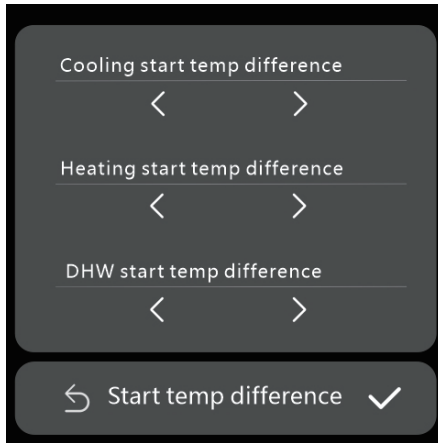 Cooling start temp difference
Heating start temp difference
DHW start temp difference
Start temp difference